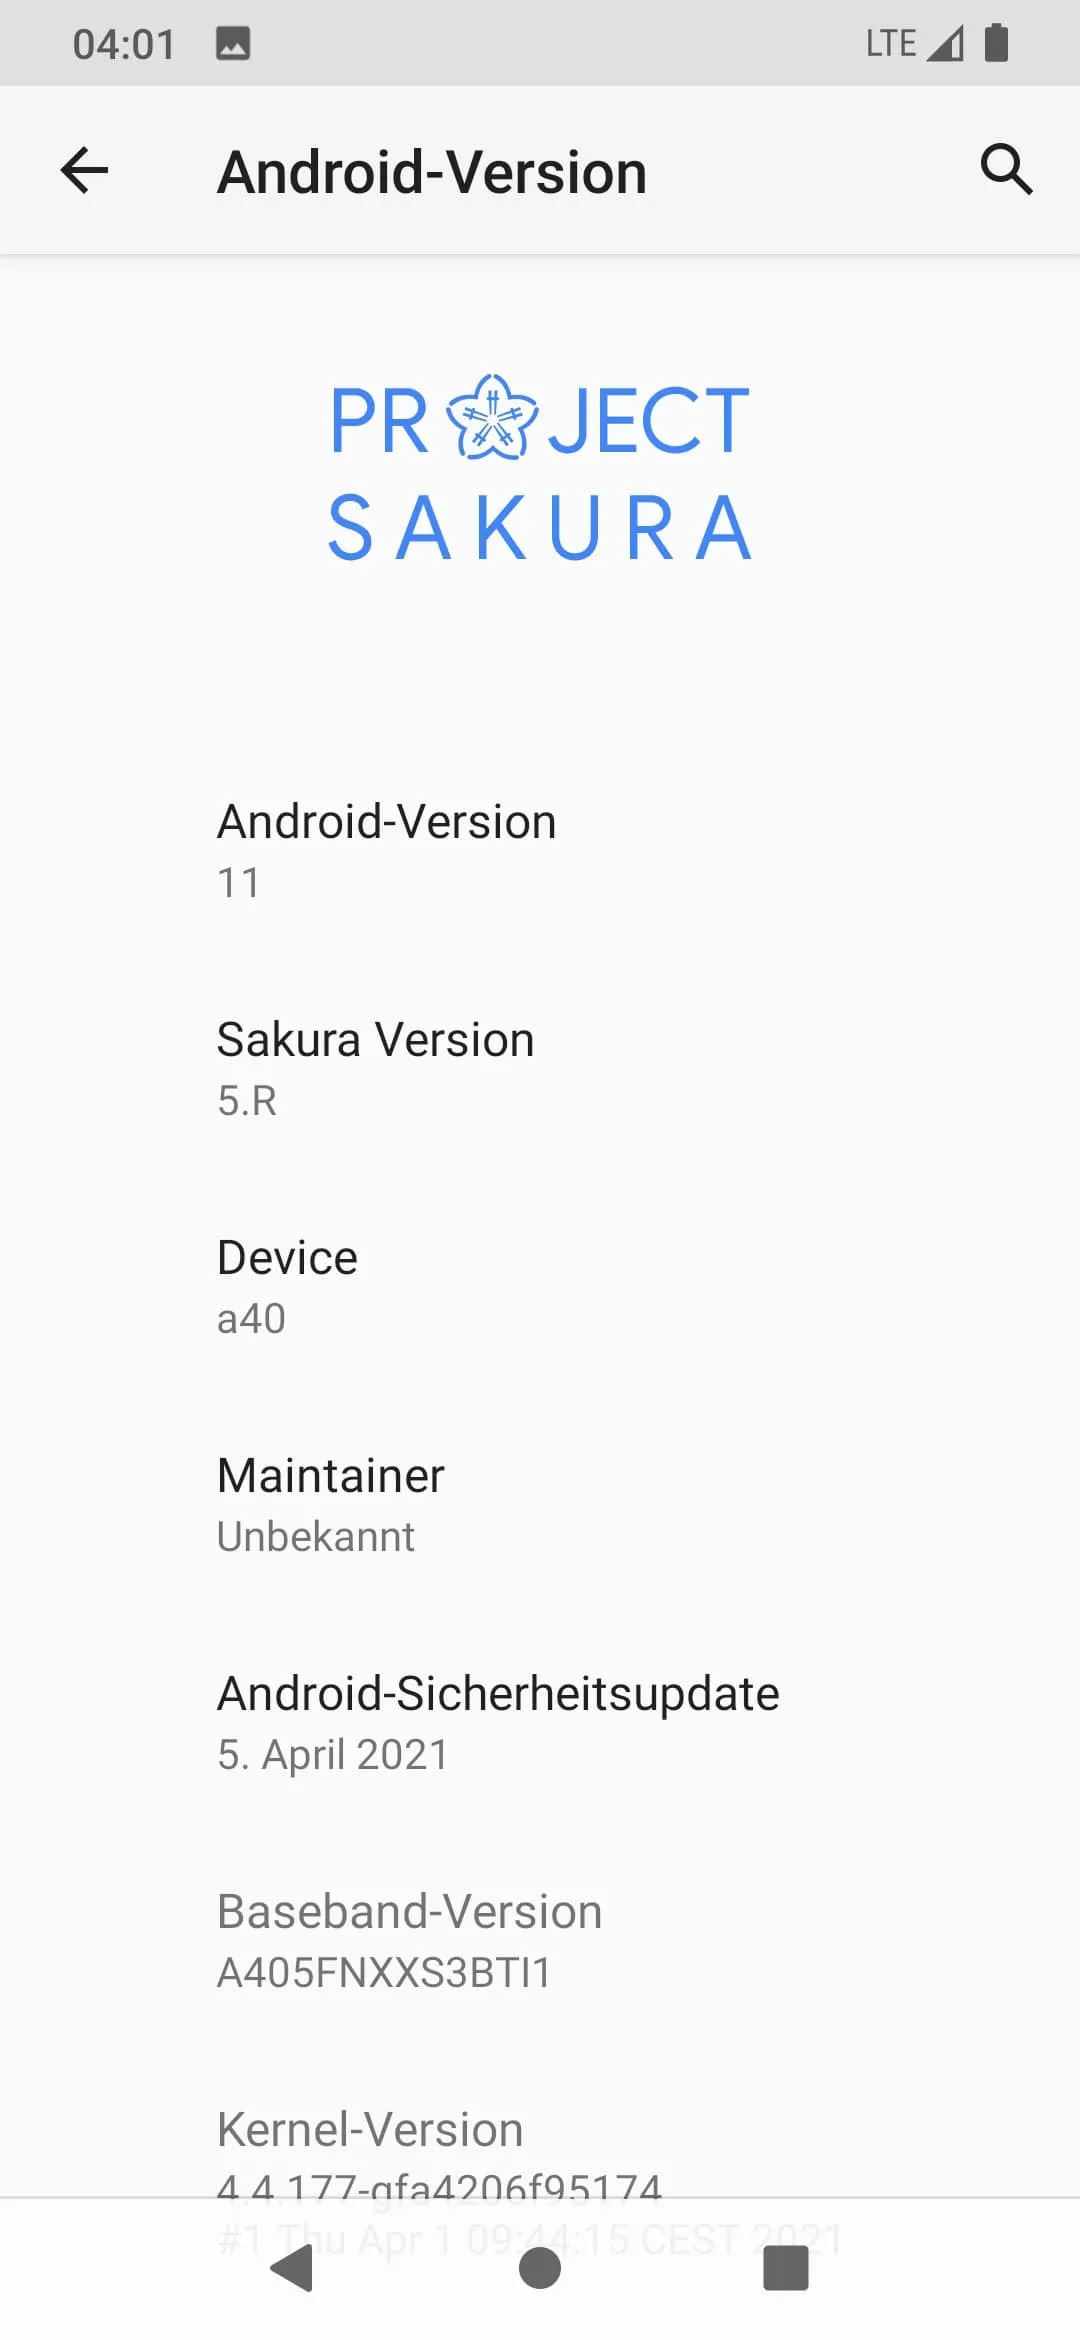 04:01
LTE
Android-Version
PROJECT
SAKURA
Android-Version
11
Sakura Version
5.R
Device
a40
Maintainer
Unbekannt
Android-Sicherheitsupdate
5. April 2021
Baseband-Version
A405FNXXS3BTI1
Kernel-Version
4.4.177-gfa4206f95174
#1 Thu Apr 1 09:44:15 CEST 2021